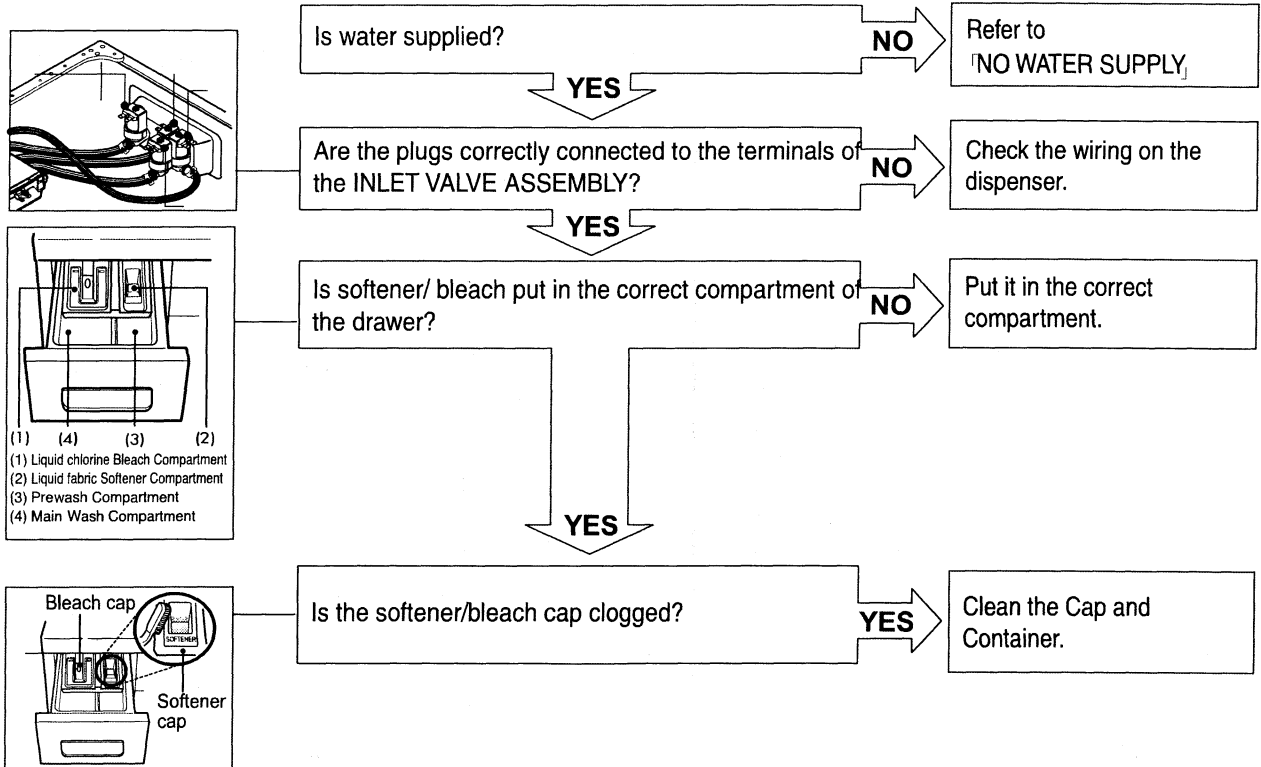 Is water supplied?
NO
Refer to
「NO WATER SUPPLY」
YES
Are the plugs correctly connected to the terminals of
the INLET VALVE ASSEMBLY?
NO
Check the wiring on the
dispenser.
YES
Is softener/ bleach put in the correct compartment of
the drawer?
NO
Put it in the correct
compartment.
(1) (4) (3) (2)
(1) Liquid chlorine Bleach Compartment
(2) Liquid fabric Softener Compartment
(3) Prewash Compartment
(4) Main Wash Compartment
YES
Is the softener/bleach cap clogged?
YES
Clean the Cap and
Container.
Bleach cap
SOFTENER
Softener
cap